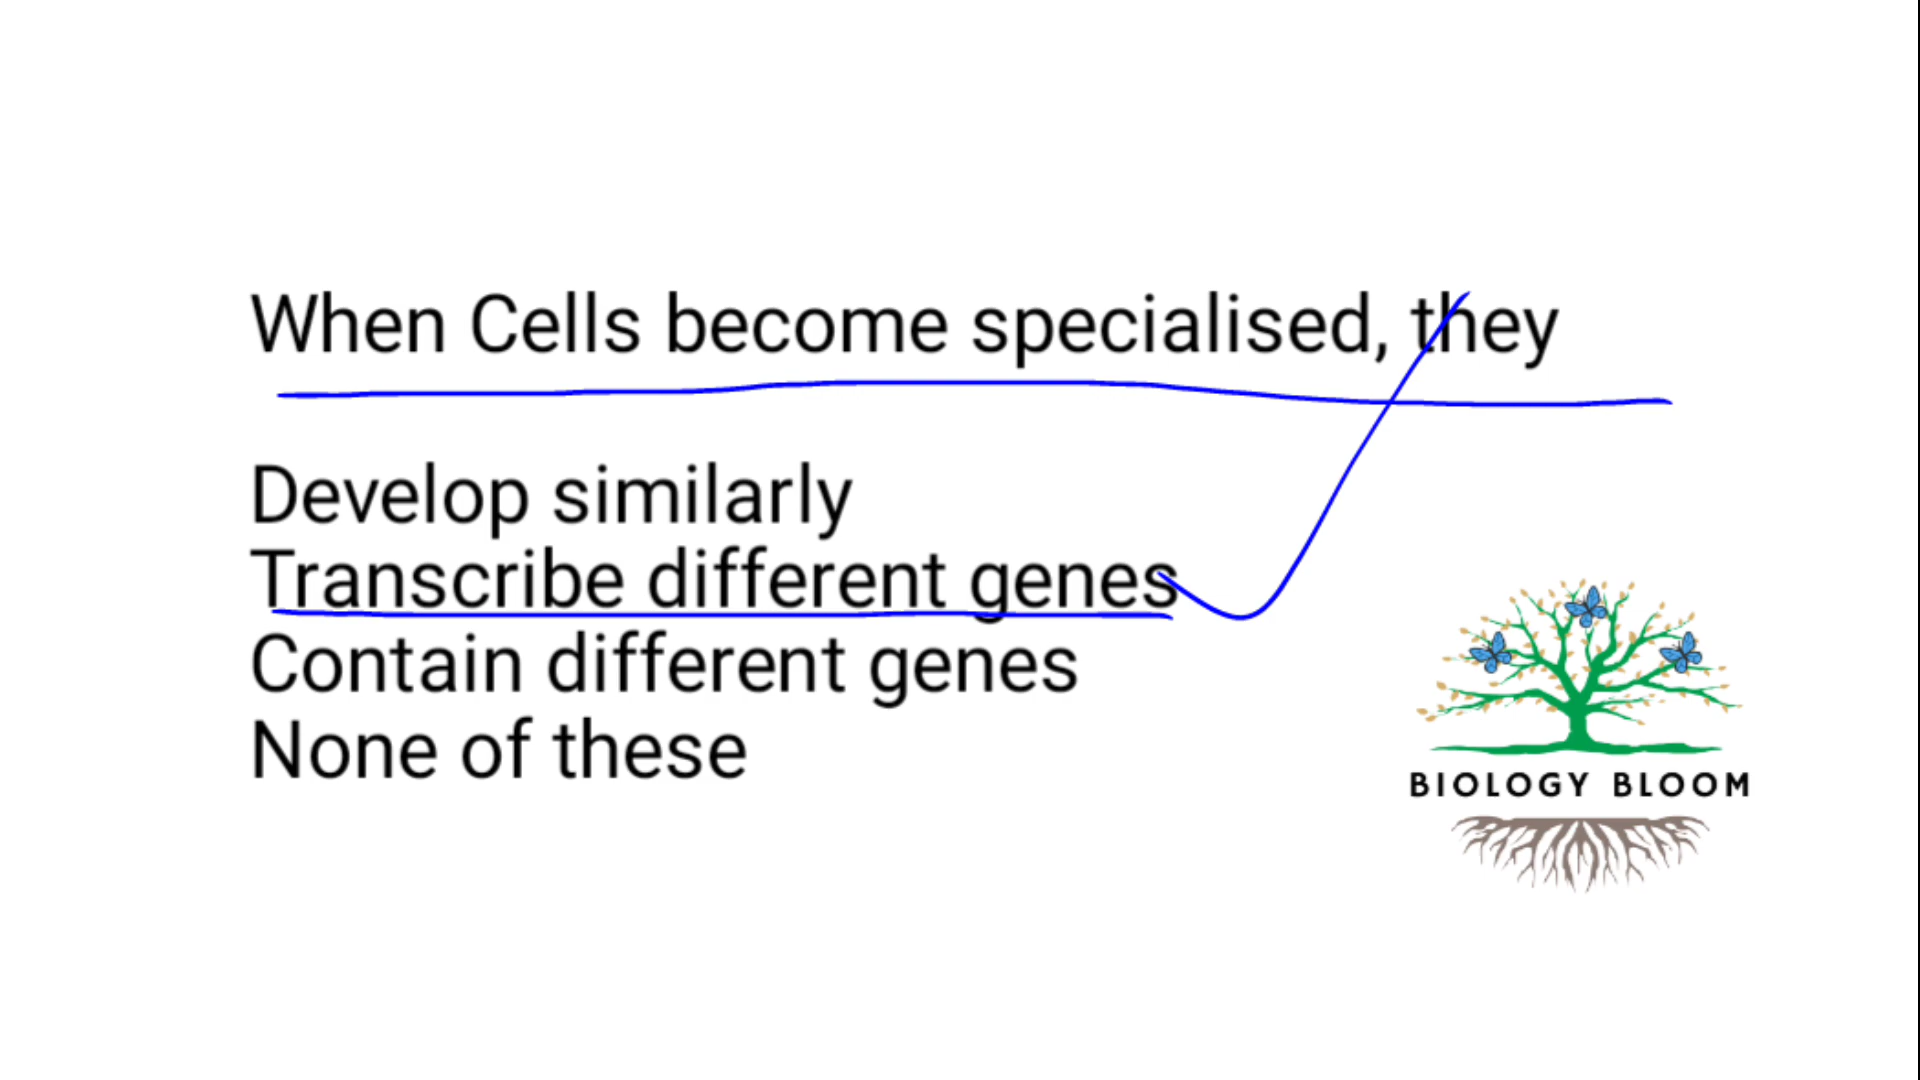 When Cells become specialised, they
Develop similarly
Transcribe different genes
Contain different genes
None of these
BIOLOGY BLOOM